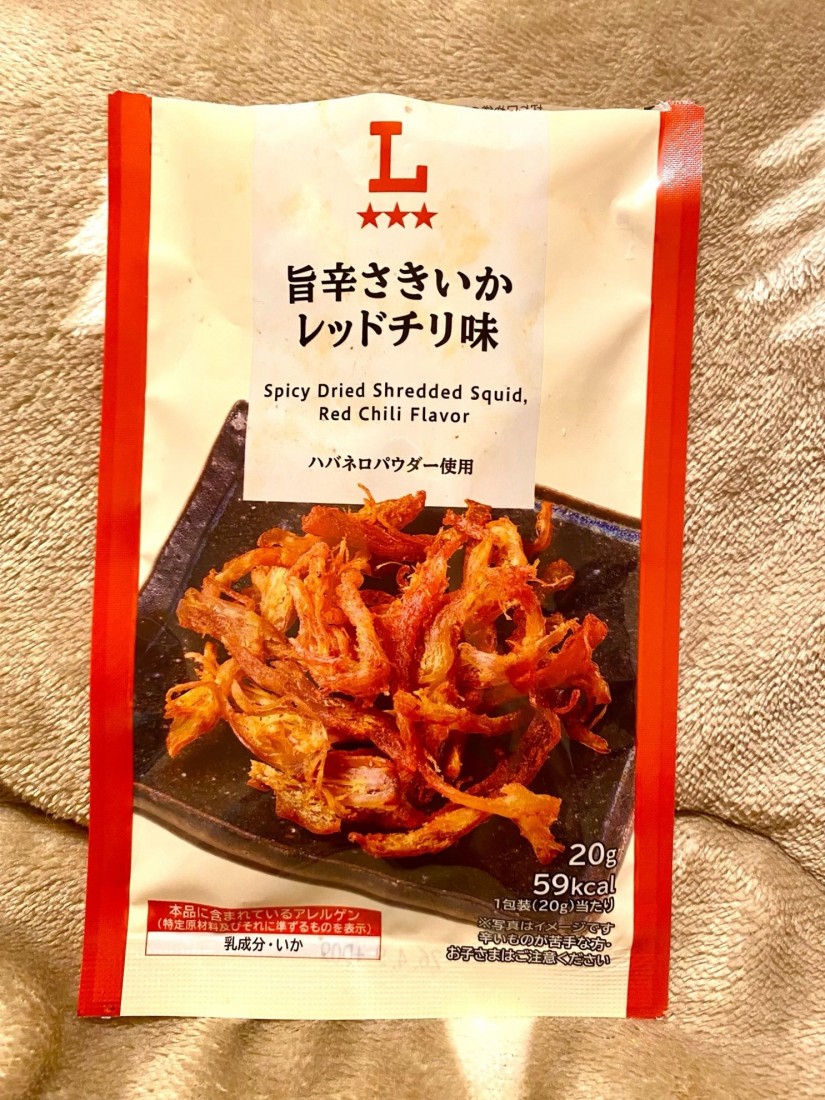 L
★★★
旨辛さきいか
レッドチリ味
Spicy Dried Shredded Squid,
Red Chili Flavor
ハバネロパウダー使用
20g
59kcal
1包装(20g)当たり
※写真はイメージです
辛いものが苦手な方・
お子さまはご注意ください
本品に含まれているアレルゲン
(特定原材料及びそれに準ずるものを表示)
乳成分・いか